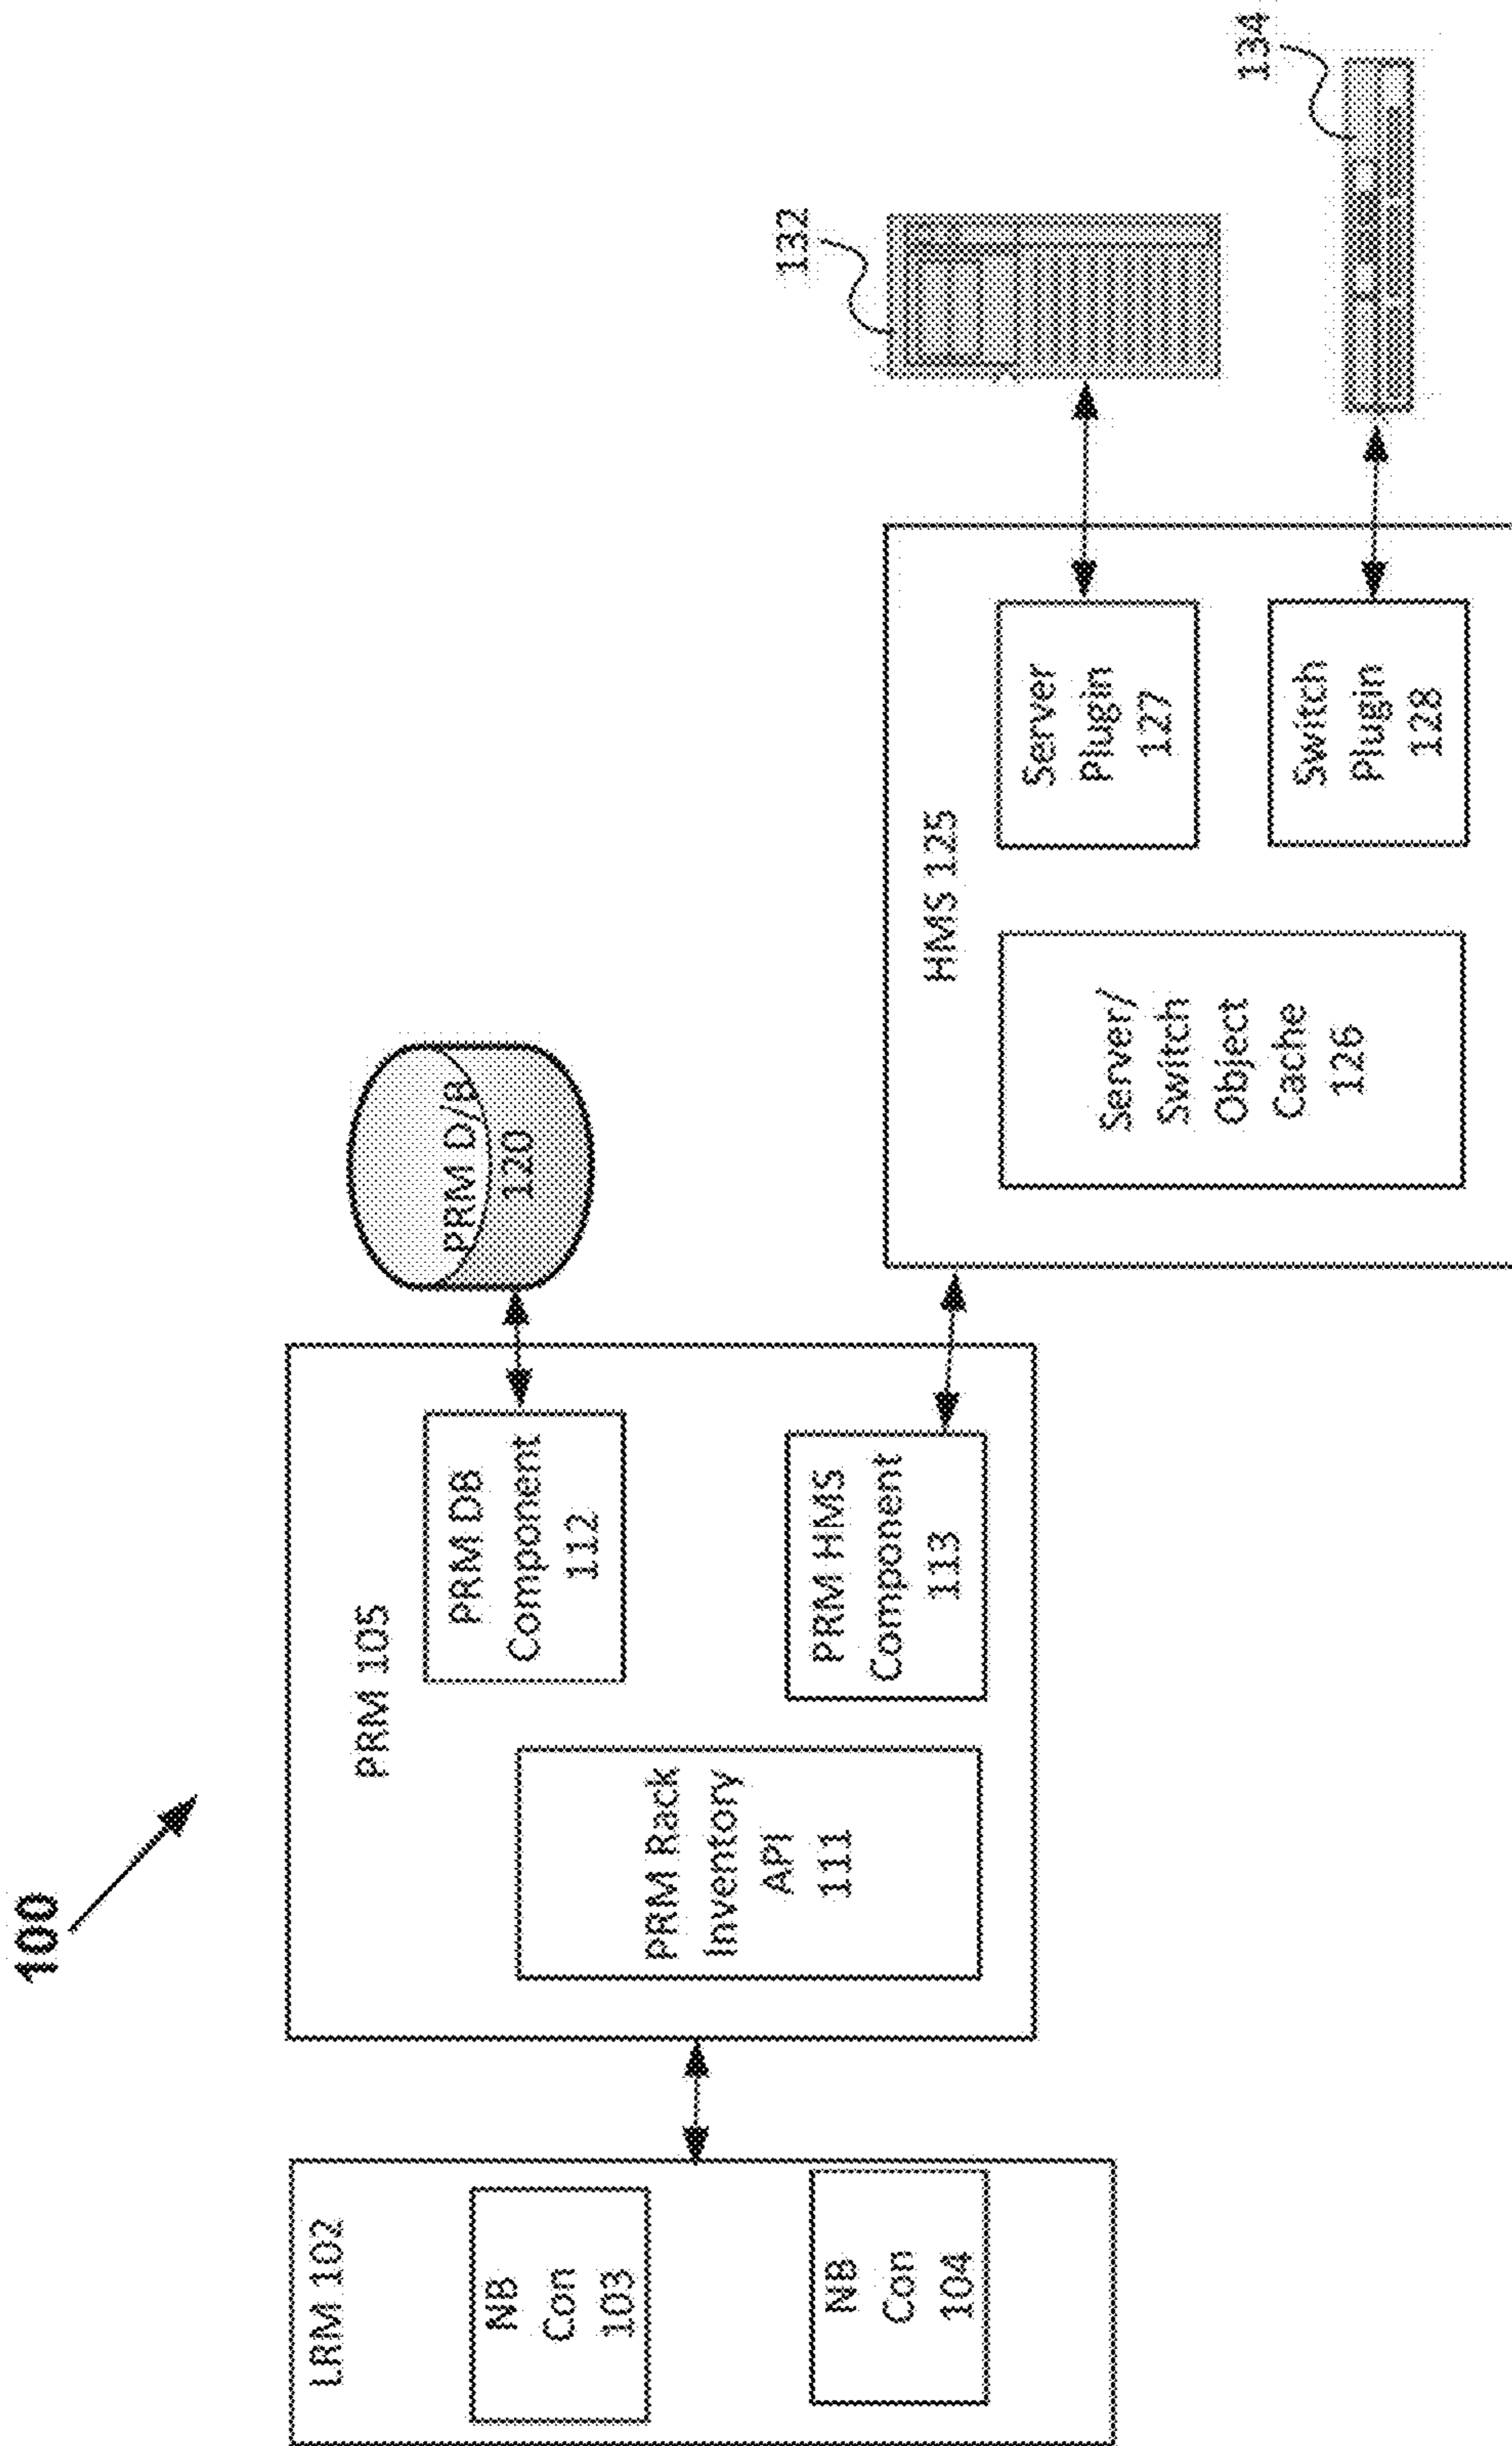 100
LRM 102
NB
Con
103
NB
Con
104
PRM 105
PRM Rack
Inventory
API
111
PRM DB
Component
112
PRM HMS
Component
113
PRM D/B
120
HMS 125
Server/
Switch
Object
Cache
126
Server
Plugin
127
Switch
Plugin
128
132
134